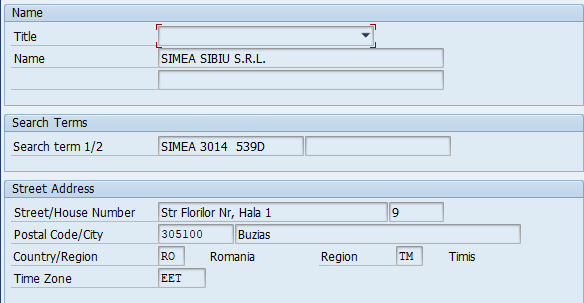 Name
Title
Name SIMEA SIBIU S.R.L.
Search Terms
Search term 1/2 SIMEA 3014 539D
Street Address
Street/House Number Str Florilor Nr, Hala 1 9
Postal Code/City 305100 Buzias
Country/Region RO Romania Region TM Timis
Time Zone EET